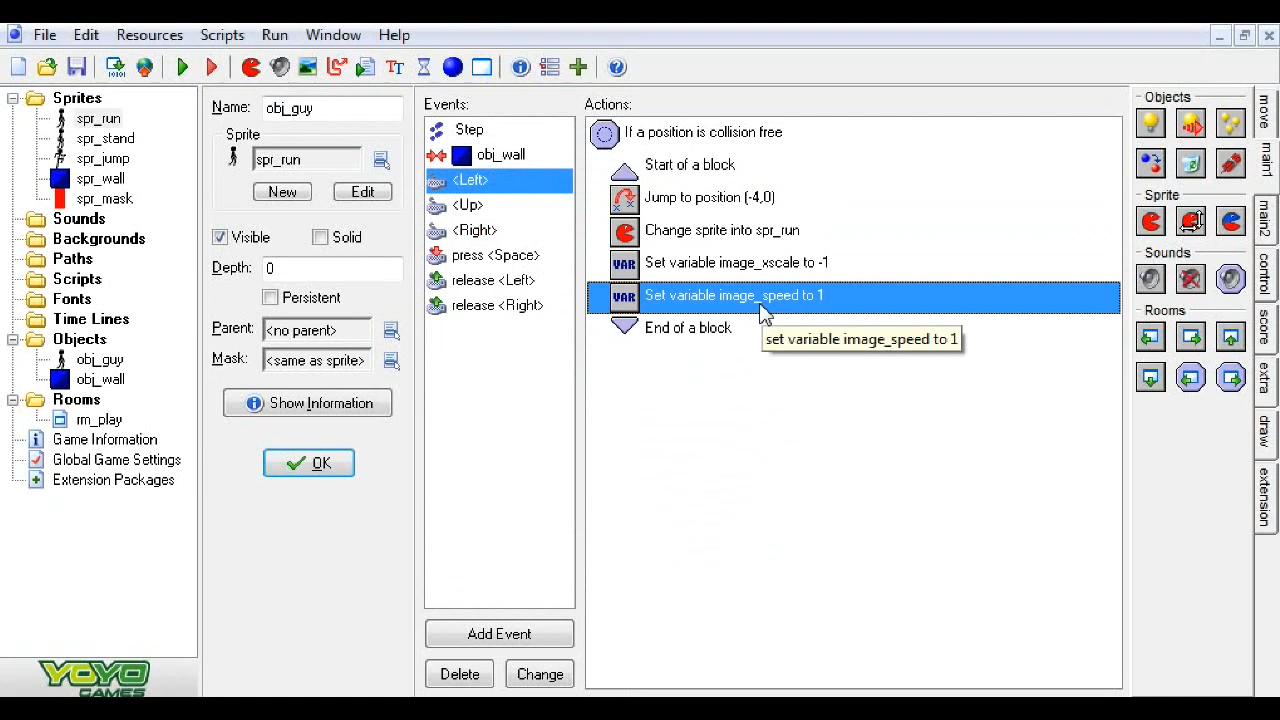 File Edit Resources Scripts Run Window Help
Sprites
spr_run
spr_stand
spr_jump
spr_wall
spr_mask
Sounds
Backgrounds
Paths
Scripts
Fonts
Time Lines
Objects
obj_guy
obj_wall
Rooms
rm_play
Game Information
Global Game Settings
Extension Packages
YOYO
GAMES
Name: obj_guy
Sprite
spr_run
New Edit
Visible Solid
Depth: 0
Persistent
Parent: <no parent>
Mask: <same as sprite>
Show Information
OK
Events:
Step
obj_wall
<Left>
<Up>
<Right>
press <Space>
release <Left>
release <Right>
Add Event
Delete Change
Actions:
If a position is collision free
Start of a block
Jump to position (-4,0)
Change sprite into spr_run
Set variable image_xscale to -1
VAR
Set variable image_speed to 1
VAR
End of a block
set variable image_speed to 1
Objects
Sprite
Sounds
Rooms
move
main1
main2
control
score
extra
draw
extension